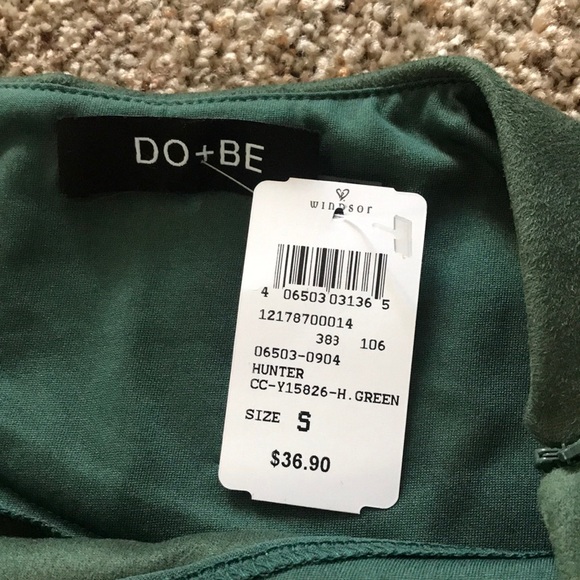 DO+BE
windsor
4 06503 03136 5
12178700014
383 106
06503-0904
HUNTER
CC-Y15826-H.GREEN
SIZE S
$36.90